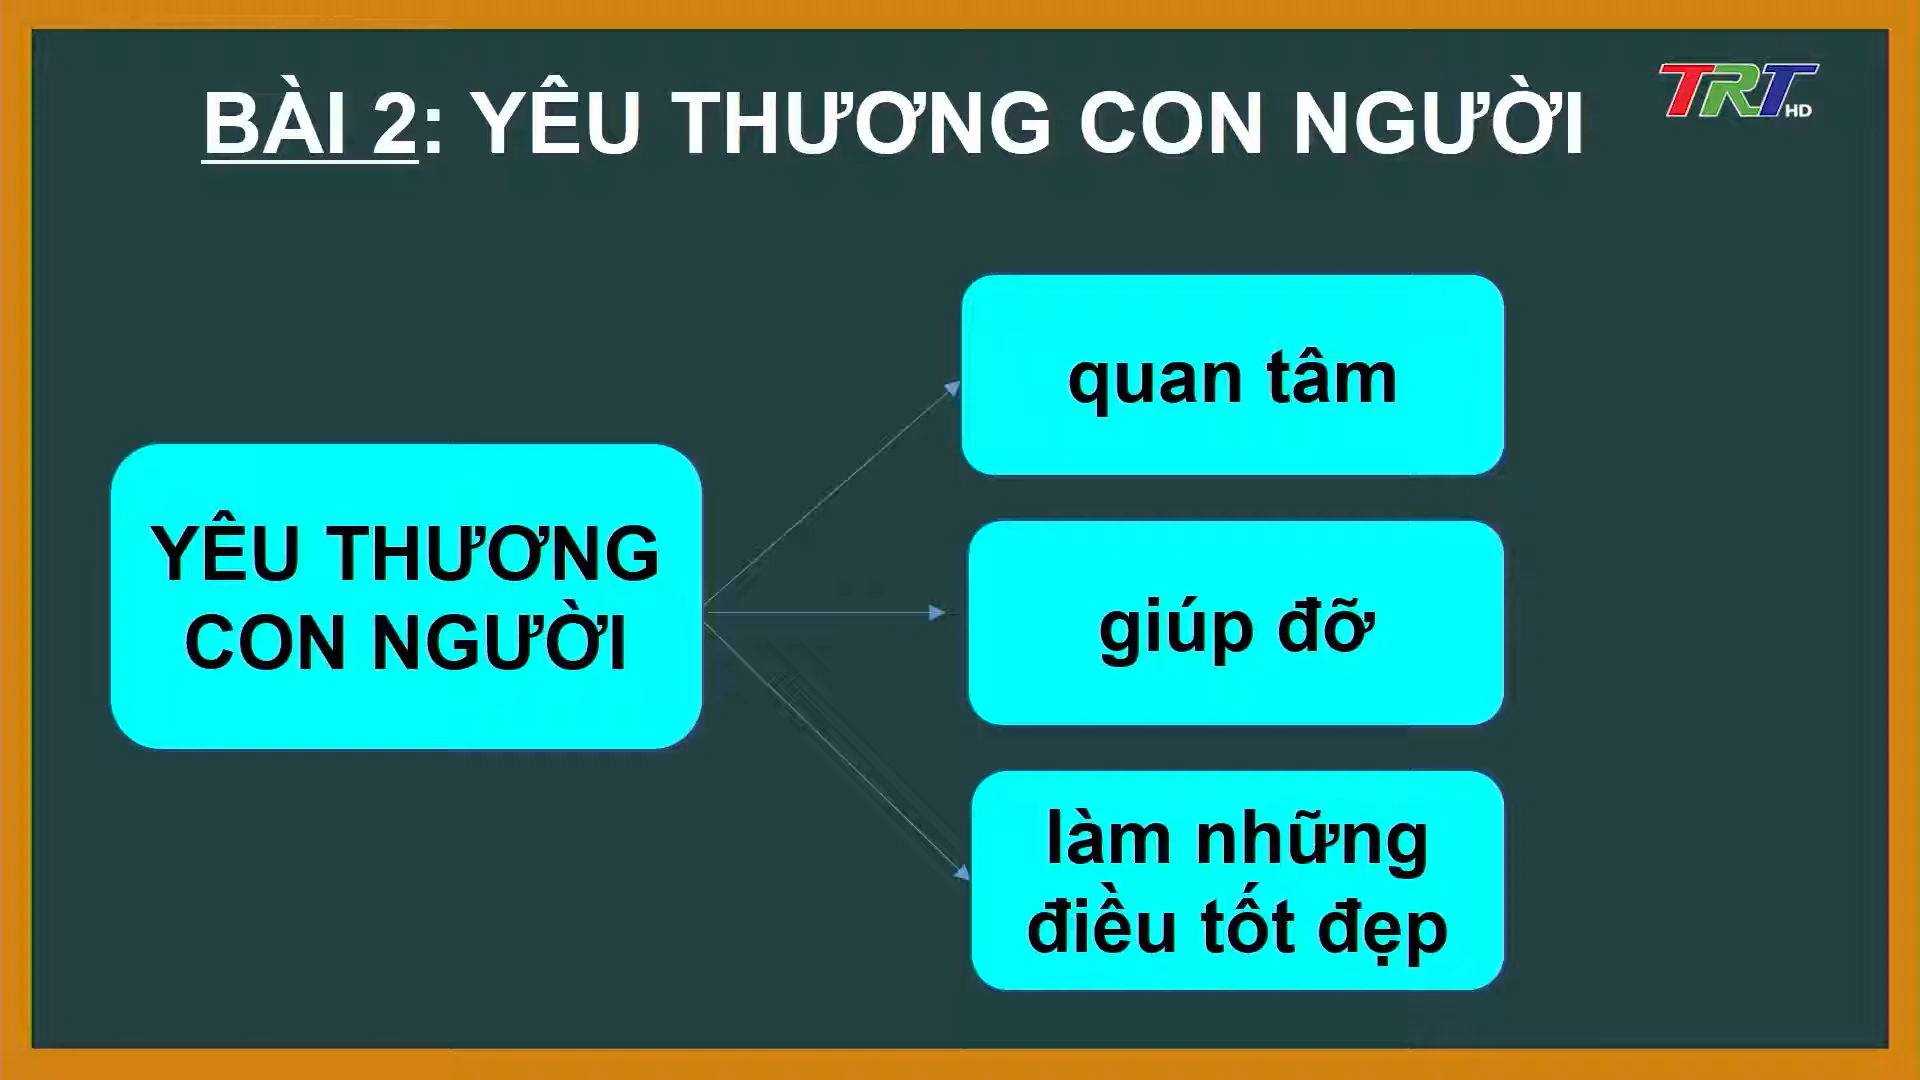 BÀI 2: YÊU THƯƠNG CON NGƯỜI
TRT HD
quan tâm
YÊU THƯƠNG
CON NGƯỜI
giúp đỡ
làm những
điều tốt đẹp